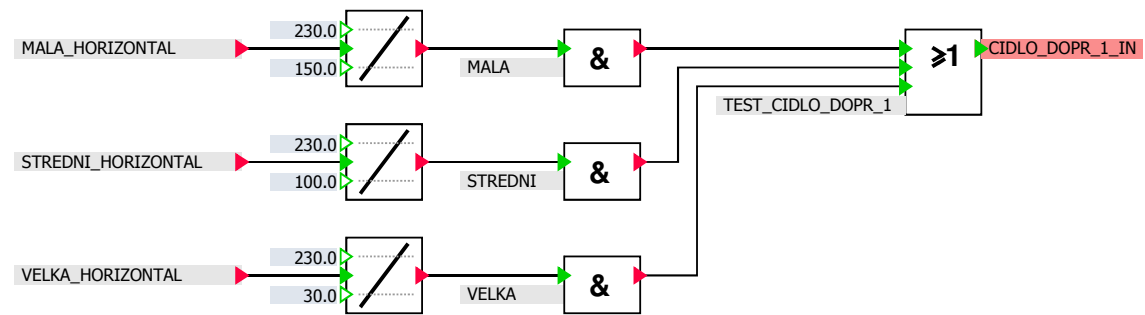 230.0
MALA_HORIZONTAL
150.0
MALA
&
≥1
CIDLO_DOPR_1_IN
TEST_CIDLO_DOPR_1
230.0
STREDNI_HORIZONTAL
100.0
STREDNI
&
230.0
VELKA_HORIZONTAL
30.0
VELKA
&